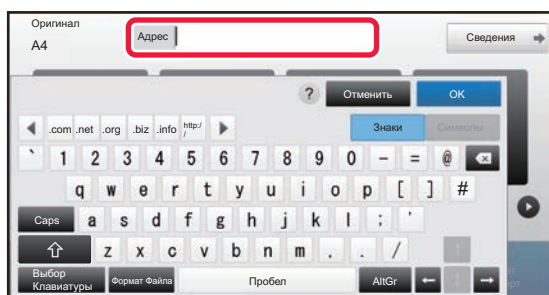 Оригинал
A4
Адрес
Сведения
? Отменить OK
.com .net .org .biz .info http:/
/
Знаки Символы
` 1 2 3 4 5 6 7 8 9 0 - = @
q w e r t y u i o p [ ] #
Caps a s d f g h j k l ; '
z x c v b n m . . /
Выбор
Клавиатуры
Формат Файла Пробел AltGr